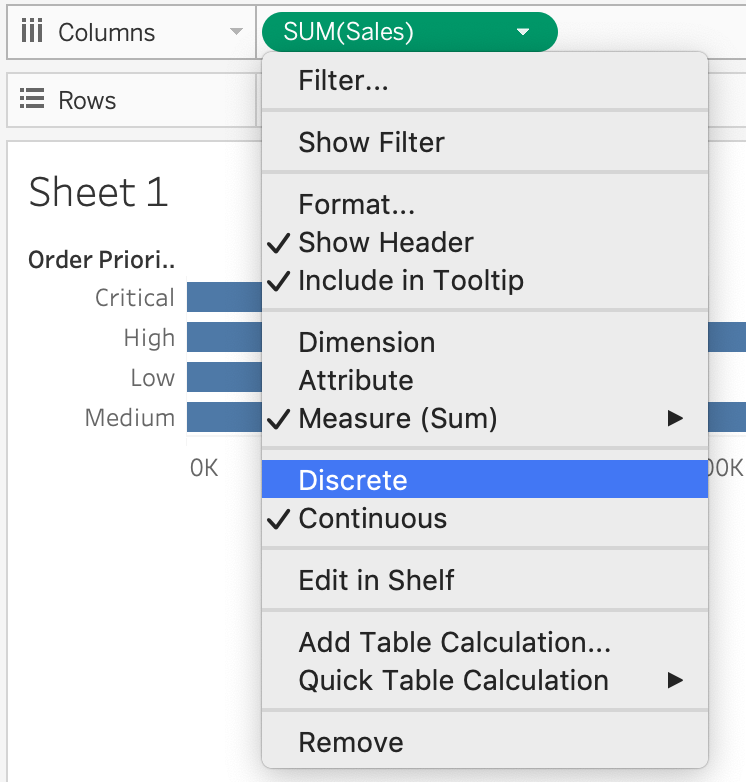 Columns
SUM(Sales)
Rows
Sheet 1
Order Priori..
Critical
High
Low
Medium
0K
00K
Filter...
Show Filter
Format...
Show Header
Include in Tooltip
Dimension
Attribute
Measure (Sum)
Discrete
Continuous
Edit in Shelf
Add Table Calculation...
Quick Table Calculation
Remove